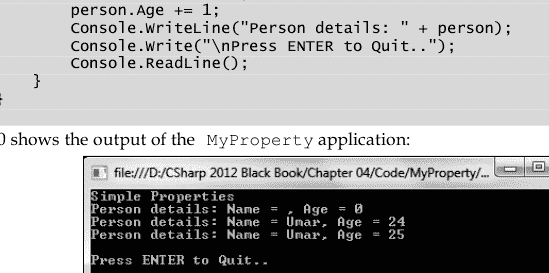 person.Age += 1;
Console.WriteLine("Person details: " + person);
Console.Write("\nPress ENTER to Quit..");
Console.ReadLine();
}
}
0 shows the output of the MyProperty application:
file:///D:/CSharp 2012 Black Book/Chapter 04/Code/MyProperty/...
Simple Properties
Person details: Name = , Age = 0
Person details: Name = Umar, Age = 24
Person details: Name = Umar, Age = 25
Press ENTER to Quit..